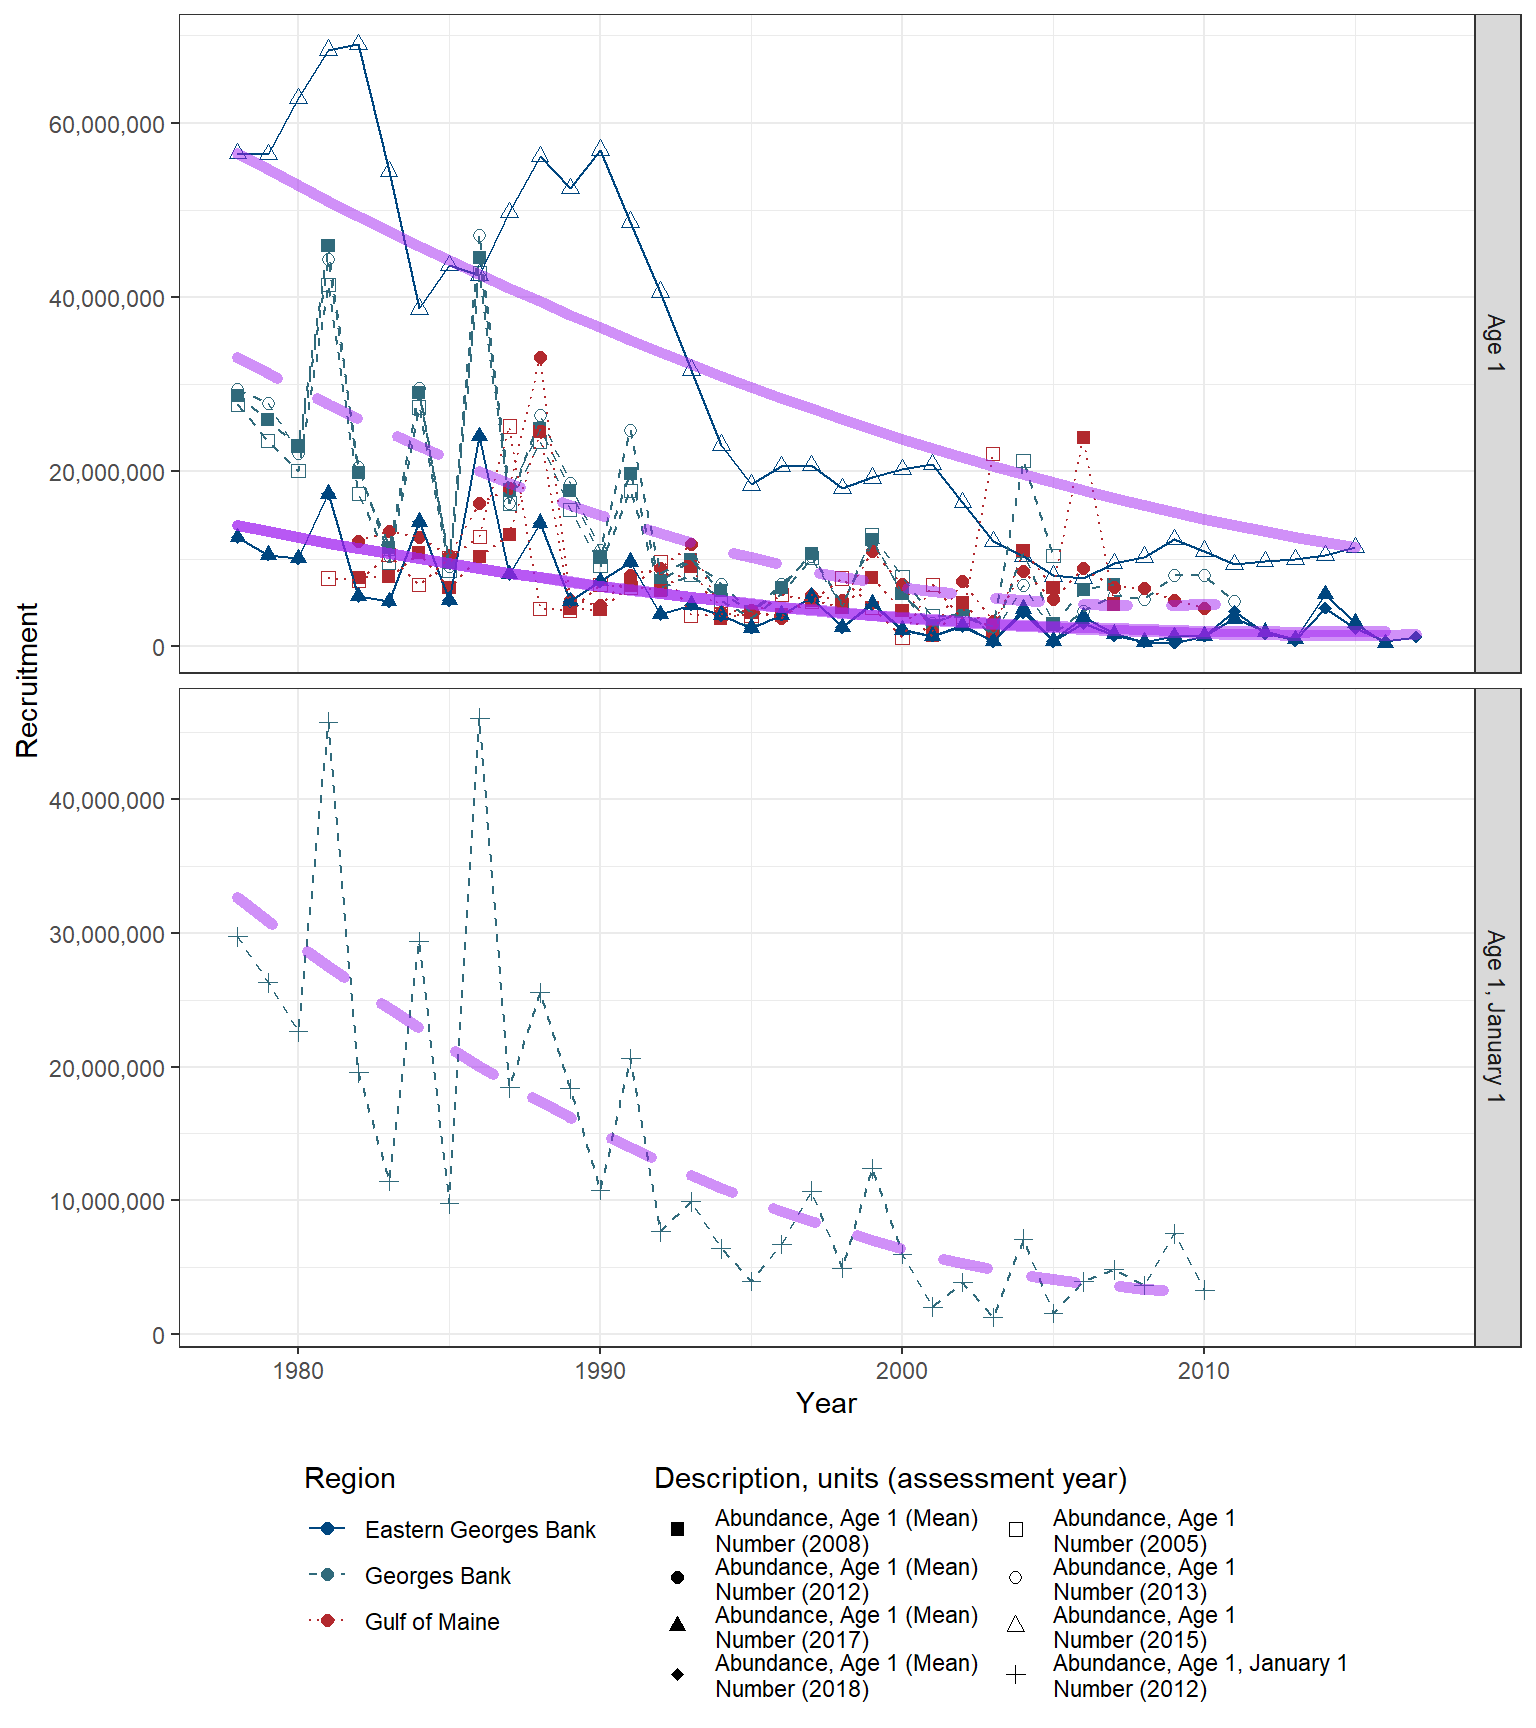 60,000,000
40,000,000
20,000,000
0
Age 1
Recruitment
40,000,000
30,000,000
20,000,000
10,000,000
0
Age 1, January 1
1980 1990 2000 2010
Year
Region
Eastern Georges Bank
Georges Bank
Gulf of Maine
Description, units (assessment year)
Abundance, Age 1 (Mean)
Number (2008)
Abundance, Age 1 (Mean)
Number (2012)
Abundance, Age 1 (Mean)
Number (2017)
Abundance, Age 1 (Mean)
Number (2018)
Abundance, Age 1
Number (2005)
Abundance, Age 1
Number (2013)
Abundance, Age 1
Number (2015)
Abundance, Age 1, January 1
Number (2012)